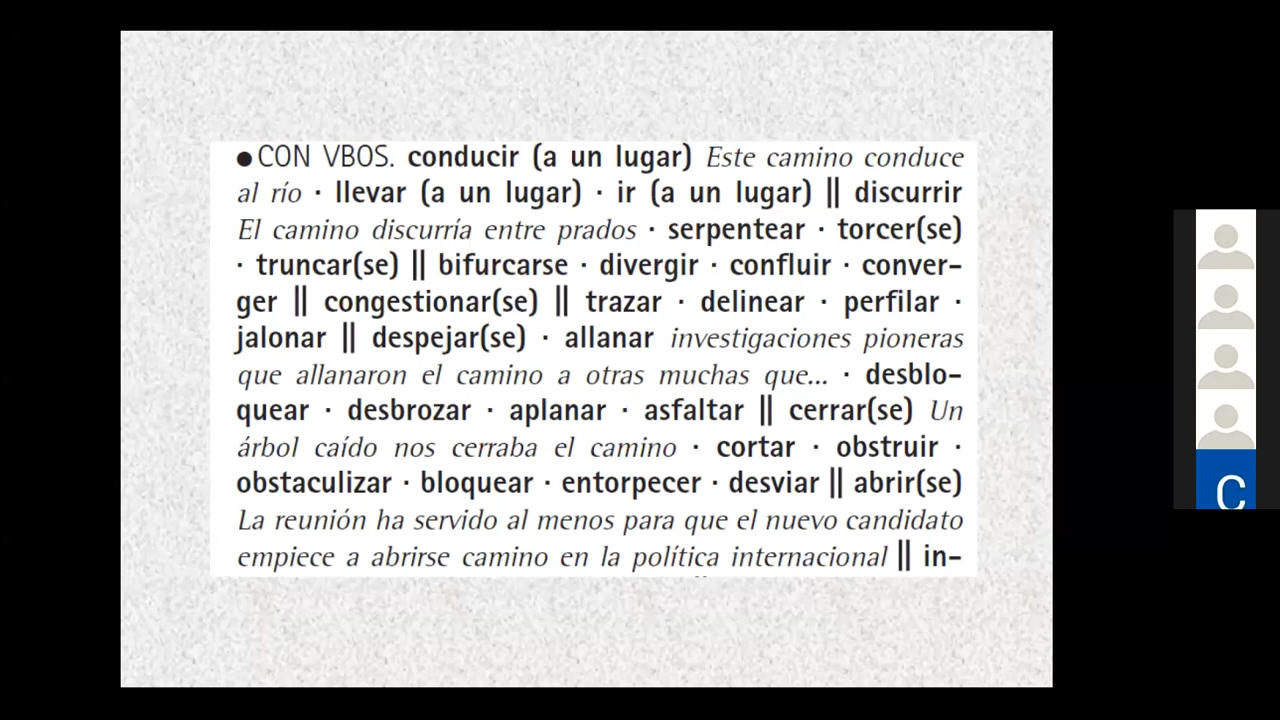 ● CON VBOS. conducir (a un lugar) Este camino conduce
al río · llevar (a un lugar) · ir (a un lugar) || discurrir
El camino discurría entre prados · serpentear · torcer(se)
· truncar(se) || bifurcarse · divergir · confluir · conver-
ger || congestionar(se) || trazar · delinear · perfilar ·
jalonar || despejar(se) · allanar investigaciones pioneras
que allanaron el camino a otras muchas que... · desblo-
quear · desbrozar · aplanar · asfaltar || cerrar(se) Un
árbol caído nos cerraba el camino · cortar · obstruir ·
obstaculizar · bloquear · entorpecer · desviar || abrir(se)
La reunión ha servido al menos para que el nuevo candidato
empiece a abrirse camino en la política internacional || in-
C